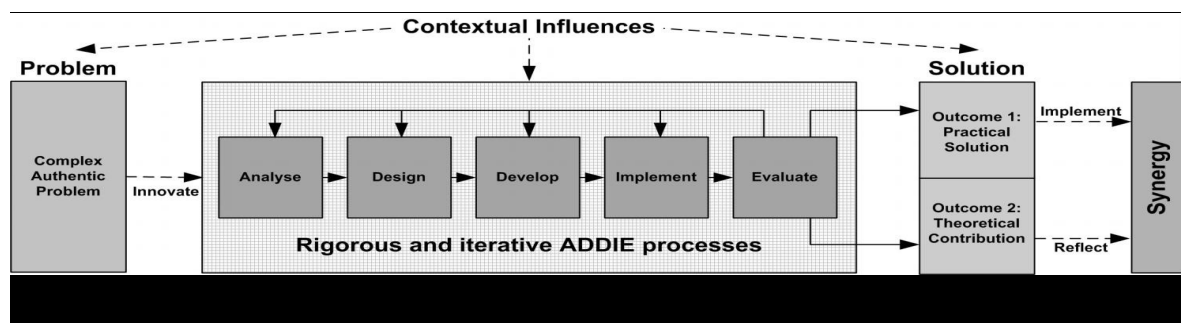 Contextual Influences
Problem
Solution
Complex
Authentic
Problem
Innovate
Analyse
Design
Develop
Implement
Evaluate
Rigorous and iterative ADDIE processes
Outcome 1:
Practical
Solution
Outcome 2:
Theoretical
Contribution
Implement
Reflect
Synergy